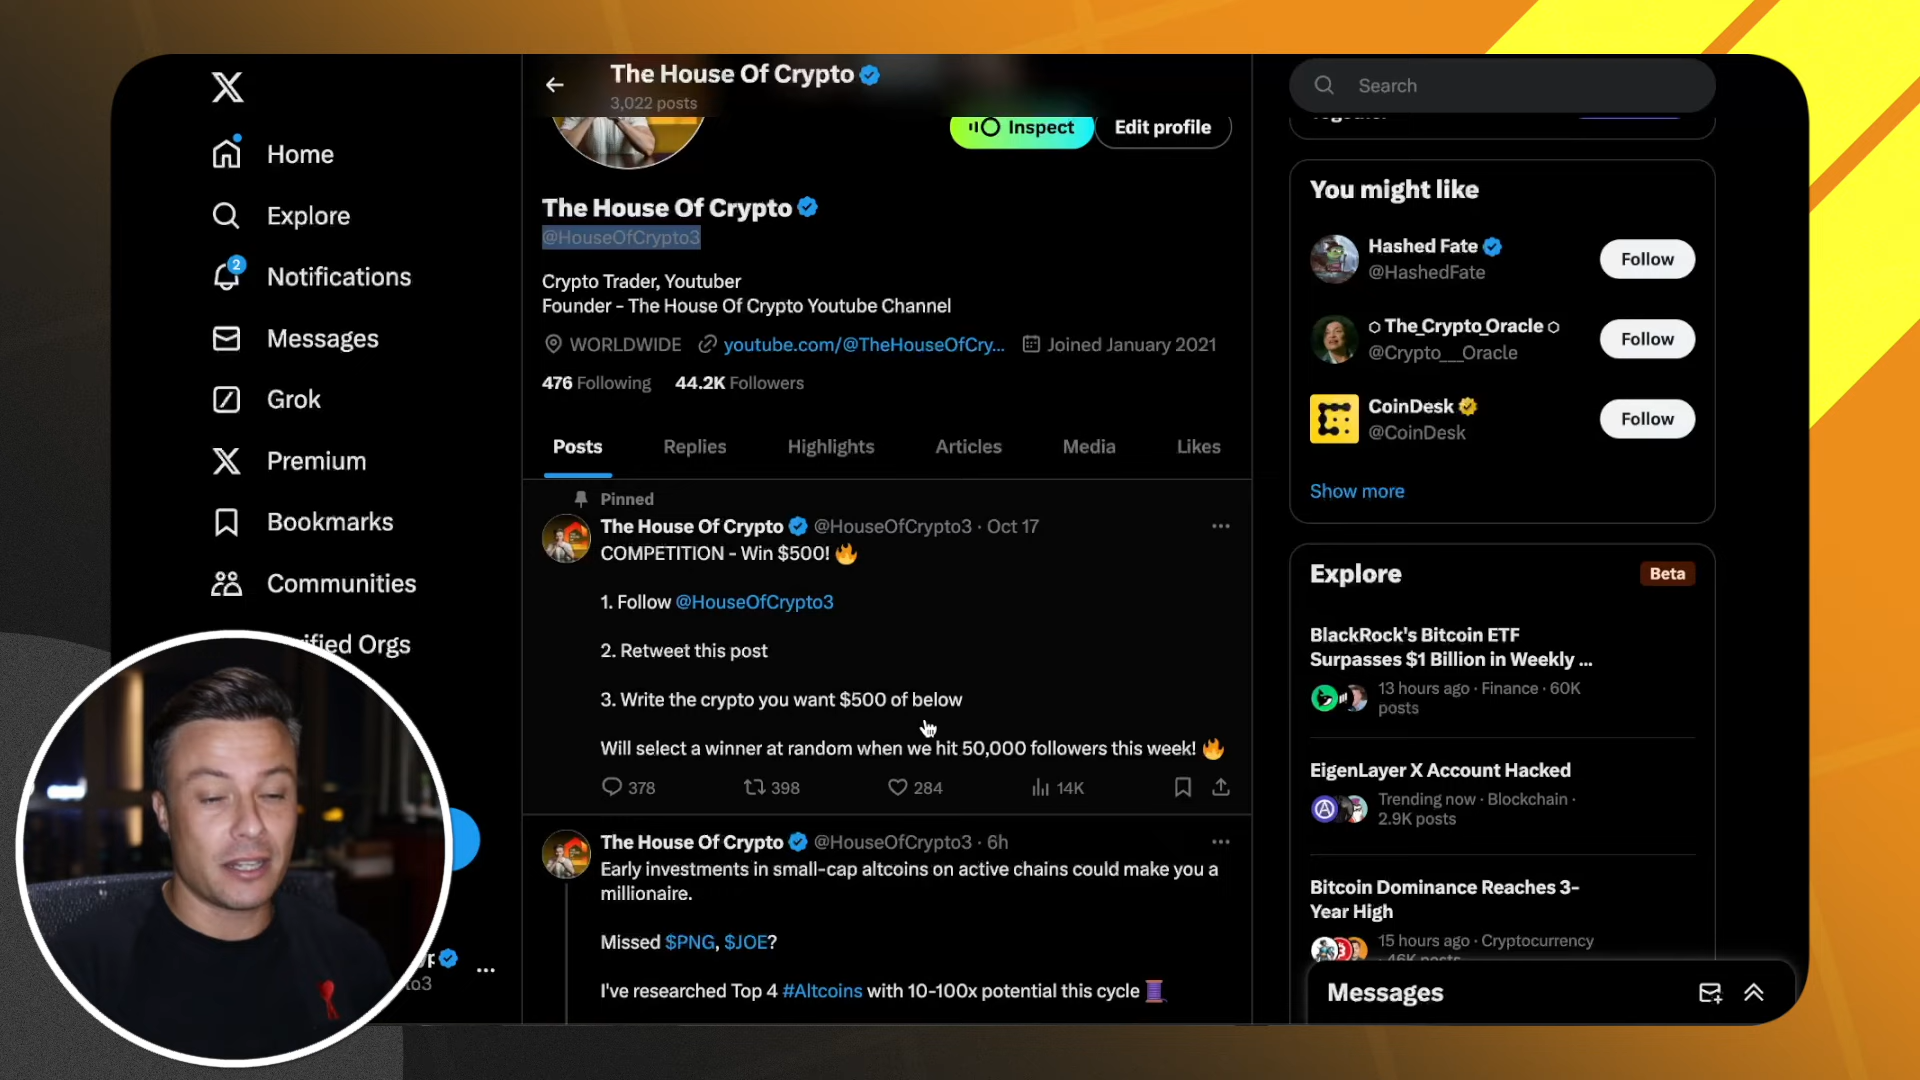 Home
Explore
2
Notifications
Messages
Grok
Premium
Bookmarks
Communities
Orgs
The House Of Crypto
3,022 posts
Inspect
Edit profile
The House Of Crypto
@HouseOfCrypto3
Crypto Trader, Youtuber
Founder - The House Of Crypto Youtube Channel
WORLDWIDE youtube.com/@TheHouseOfCry... Joined January 2021
476 Following 44.2K Followers
Posts Replies Highlights Articles Media Likes
Pinned
The House Of Crypto @HouseOfCrypto3 · Oct 17
COMPETITION - Win $500! 🔥
1. Follow @HouseOfCrypto3
2. Retweet this post
3. Write the crypto you want $500 of below
Will select a winner at random when we hit 50,000 followers this week! 🔥
378 398 284 14K
The House Of Crypto @HouseOfCrypto3 · 6h
Early investments in small-cap altcoins on active chains could make you a
millionaire.
Missed $PNG, $JOE?
I've researched Top 4 #Altcoins with 10-100x potential this cycle 🧵
Search
You might like
Hashed Fate
@HashedFate
Follow
The_Crypto_Oracle
@Crypto___Oracle
Follow
CoinDesk
@CoinDesk
Follow
Show more
Explore
Beta
BlackRock's Bitcoin ETF
Surpasses $1 Billion in Weekly ...
13 hours ago · Finance · 60K
posts
EigenLayer X Account Hacked
Trending now · Blockchain ·
2.9K posts
Bitcoin Dominance Reaches 3-
Year High
15 hours ago · Cryptocurrency
Messages